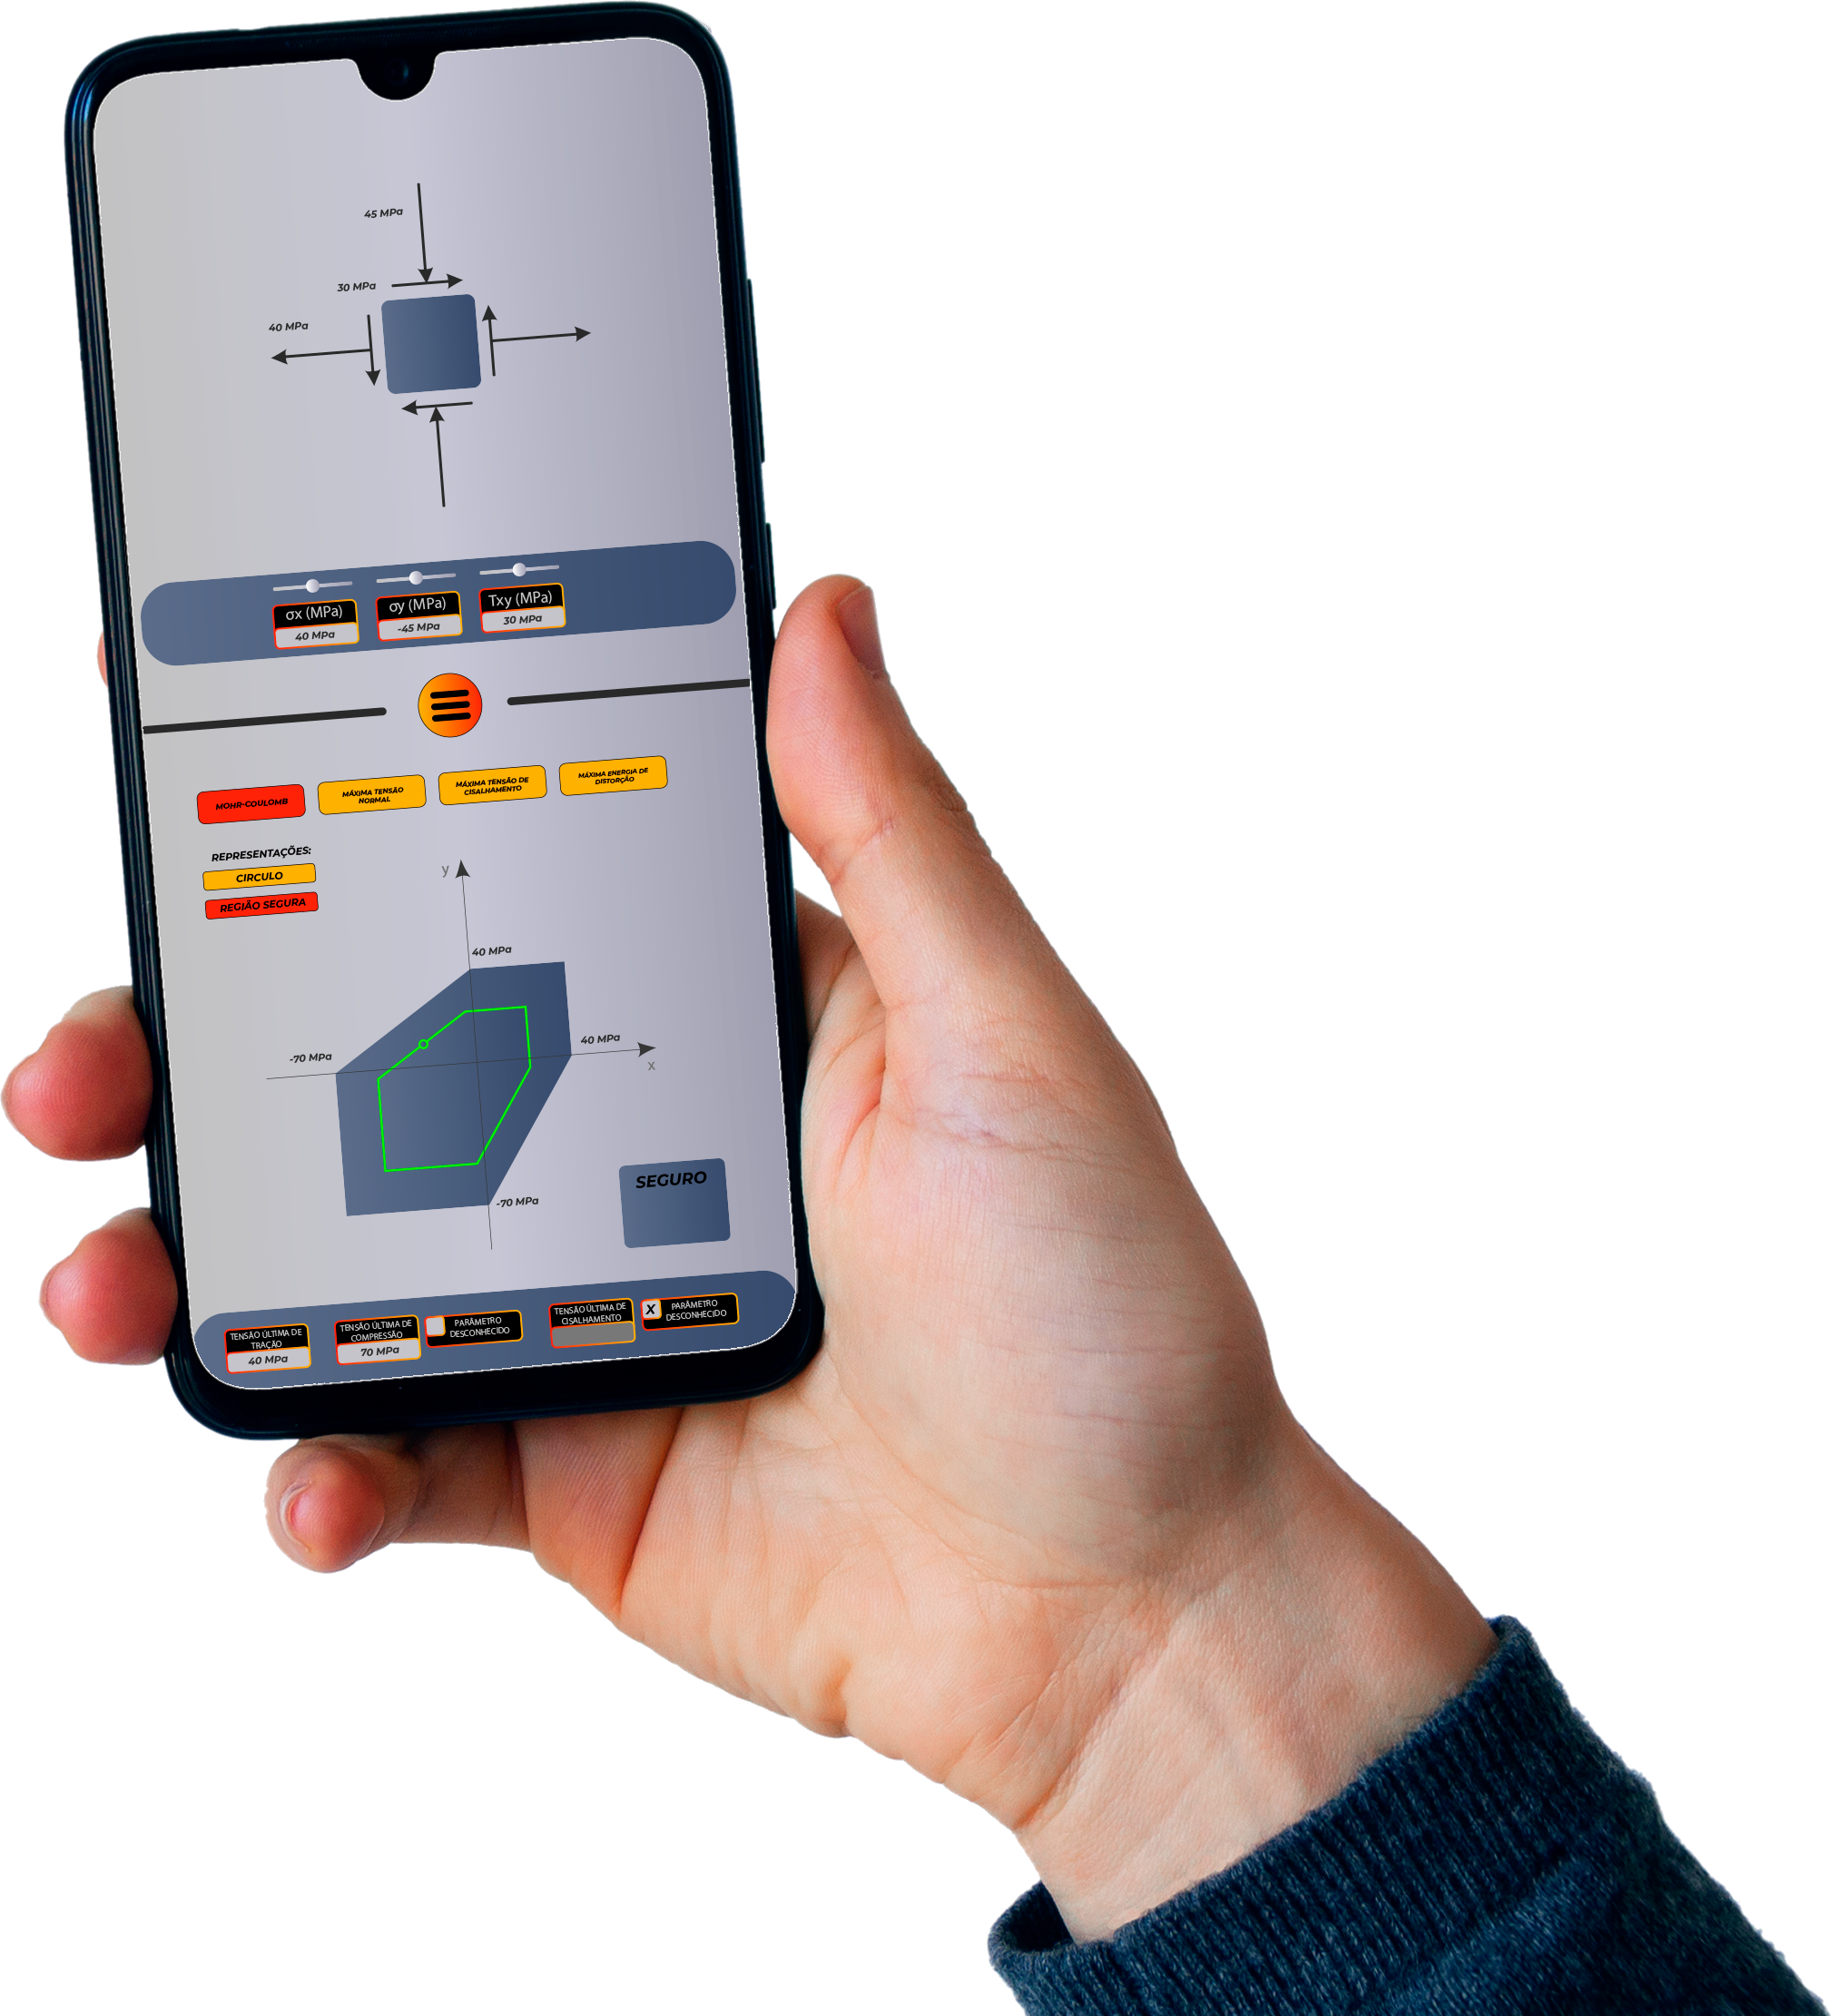 45 MPa
30 MPa
40 MPa
σx (MPa)
σy (MPa)
Txy (MPa)
40 MPa
-45 MPa
30 MPa
MOHR-COULOMB
MÁXIMA TENSÃO
NORMAL
MÁXIMA TENSÃO DE
CISALHAMENTO
MÁXIMA ENERGIA DE
DISTORÇÃO
REPRESENTAÇÕES:
CIRCULO
REGIÃO SEGURA
y
40 MPa
-70 MPa
40 MPa
x
-70 MPa
SEGURO
TENSÃO ÚLTIMA DE
TRAÇÃO
40 MPa
TENSÃO ÚLTIMA DE
COMPRESSÃO
70 MPa
PARÂMETRO
DESCONHECIDO
TENSÃO ÚLTIMA DE
CISALHAMENTO
X
PARÂMETRO
DESCONHECIDO